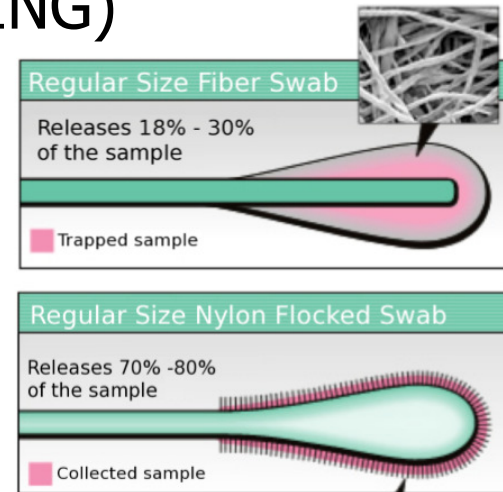 ING)
Regular Size Fiber Swab
Releases 18% - 30%
of the sample
Trapped sample
Regular Size Nylon Flocked Swab
Releases 70% -80%
of the sample
Collected sample